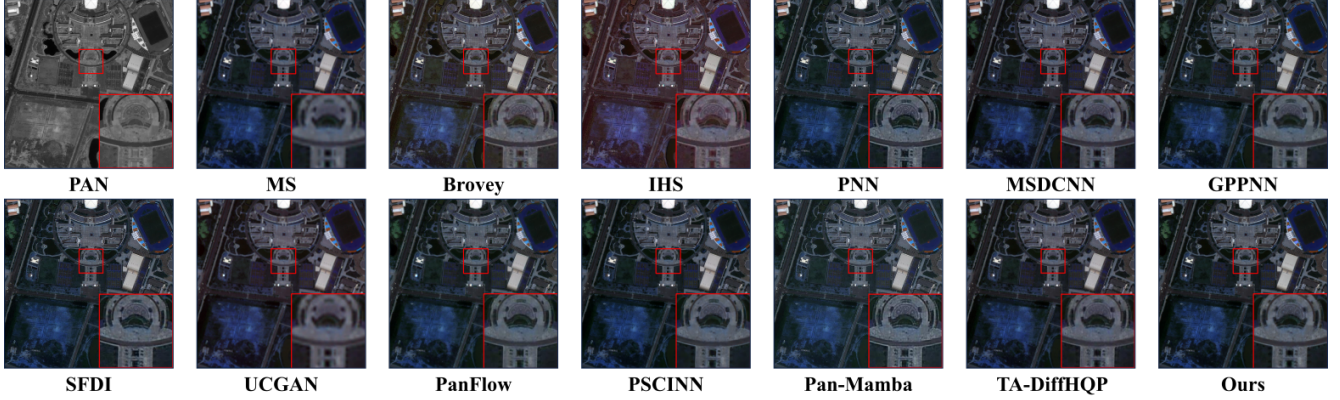 PAN MS Brovey IHS PNN MSDCNN GPPNN
SFDI UCGAN PanFlow PSCINN Pan-Mamba TA-DiffHQP Ours